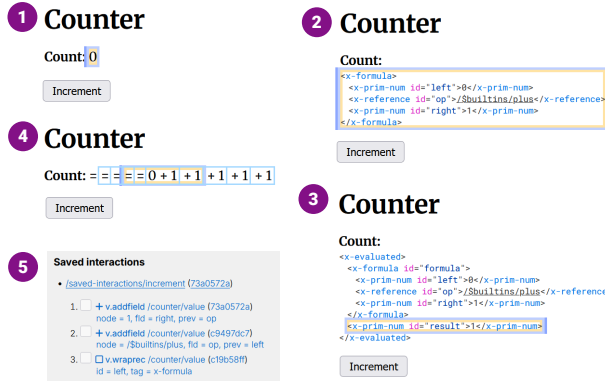 1 Counter
Count: 0
Increment
2 Counter
Count:
<x-formula>
<x-prim-num id="left">0</x-prim-num>
<x-reference id="op">/$builtins/plus</x-reference>
<x-prim-num id="right">1</x-prim-num>
</x-formula>
Increment
4 Counter
Count: = = = = = 0 + 1 + 1 + 1 + 1 + 1
Increment
3 Counter
Count:
<x-evaluated>
<x-formula id="formula">
<x-prim-num id="left">0</x-prim-num>
<x-reference id="op">/$builtins/plus</x-reference
<x-prim-num id="right">1</x-prim-num>
</x-formula>
<x-prim-num id="result">1</x-prim-num>
</x-evaluated>
Increment
5 Saved interactions
• /saved-interactions/increment (73a0572a)
1. + v.addfield /counter/value (73a0572a)
node = 1, fld = right, prev = op
2. + v.addfield /counter/value (c9497dc7)
node = /$builtins/plus, fld = op, prev = left
3. v.wraprec /counter/value (c19b58ff)
id = left, tag = x-formula